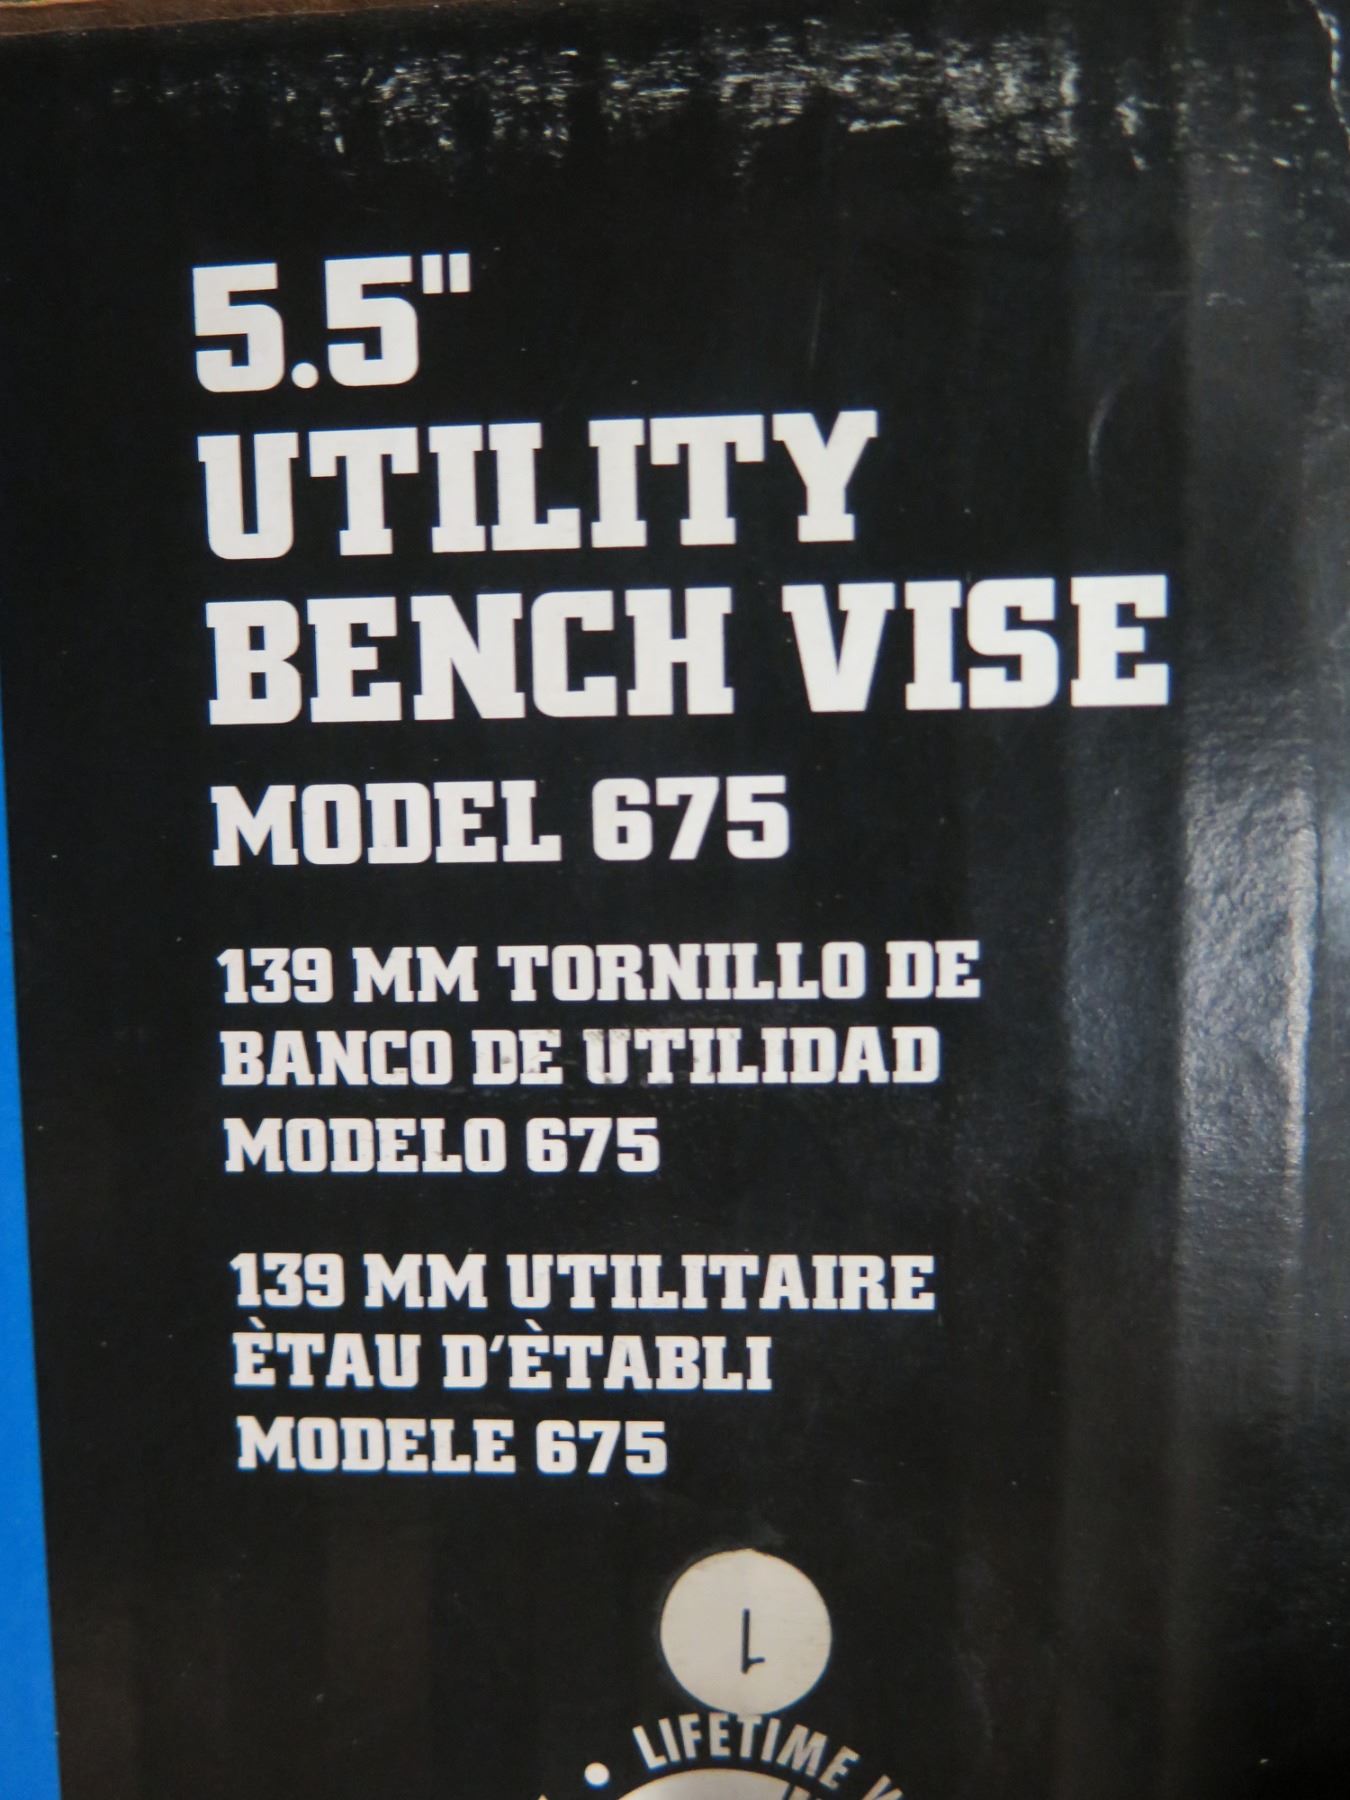 5.5"
UTILITY
BENCH VISE
MODEL 675
139 MM TORNILLO DE
BANCO DE UTILIDAD
MODELO 675
139 MM UTILITAIRE
ÈTAU D'ÈTABLI
MODELE 675
1
• LIFETIME